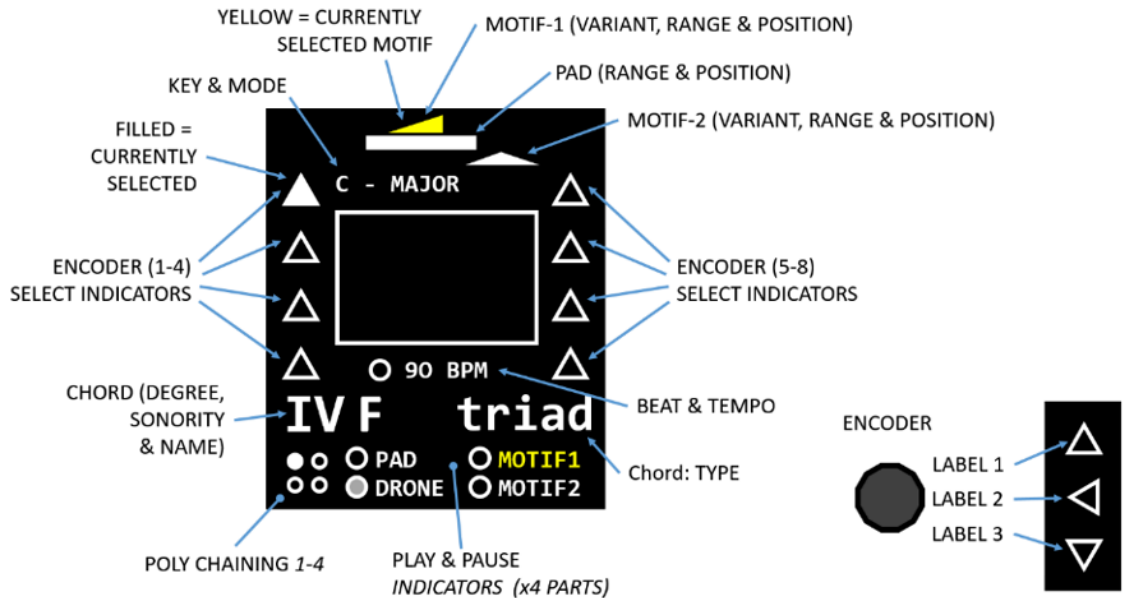 YELLOW = CURRENTLY
SELECTED MOTIF
MOTIF-1 (VARIANT, RANGE & POSITION)
PAD (RANGE & POSITION)
KEY & MODE
MOTIF-2 (VARIANT, RANGE & POSITION)
FILLED =
CURRENTLY
SELECTED
C - MAJOR
ENCODER (1-4)
SELECT INDICATORS
ENCODER (5-8)
SELECT INDICATORS
90 BPM
CHORD (DEGREE,
SONORITY
& NAME)
IV F triad
BEAT & TEMPO
PAD MOTIF1
DRONE MOTIF2
Chord: TYPE
POLY CHAINING 1-4
PLAY & PAUSE
INDICATORS (x4 PARTS)
ENCODER
LABEL 1
LABEL 2
LABEL 3